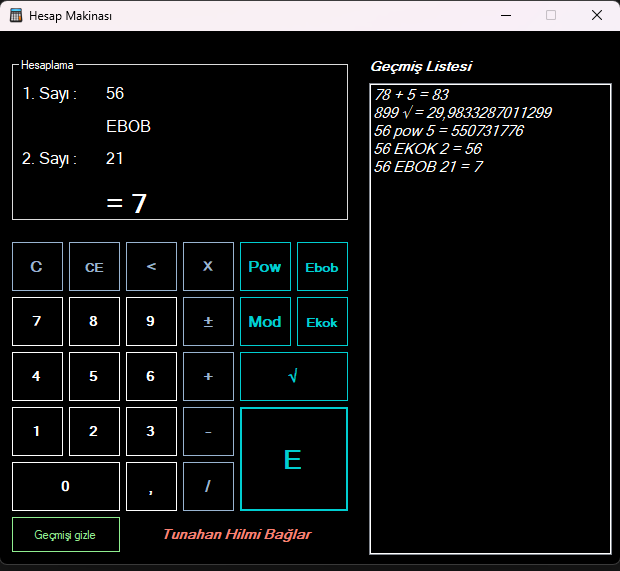 Hesap Makinası
Hesaplama
1. Sayı : 56
EBOB
2. Sayı : 21
= 7
C CE < X Pow Ebob
7 8 9 ± Mod Ekok
4 5 6 + √
1 2 3 - E
0 , /
Geçmişi gizle
Tunahan Hilmi Bağlar
Geçmiş Listesi
78 + 5 = 83
899 √ = 29,9833287011299
56 pow 5 = 550731776
56 EKOK 2 = 56
56 EBOB 21 = 7